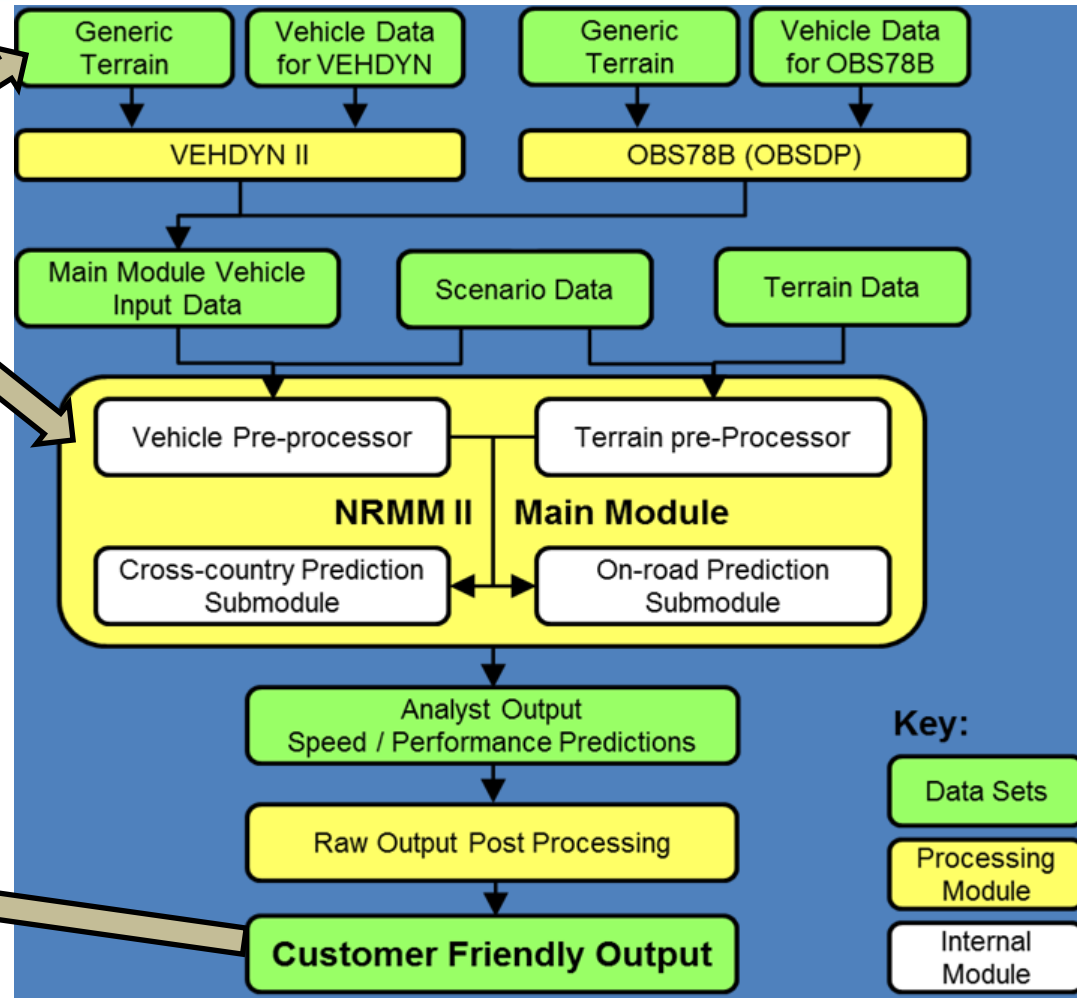 Generic
Terrain
Vehicle Data
for VEHDYN
Generic
Terrain
Vehicle Data
for OBS78B
VEHDYN II
OBS78B (OBSDP)
Main Module Vehicle
Input Data
Scenario Data
Terrain Data
Vehicle Pre-processor
Terrain pre-Processor
NRMM II Main Module
Cross-country Prediction
Submodule
On-road Prediction
Submodule
Analyst Output
Speed / Performance Predictions
Raw Output Post Processing
Customer Friendly Output
Key:
Data Sets
Processing
Module
Internal
Module